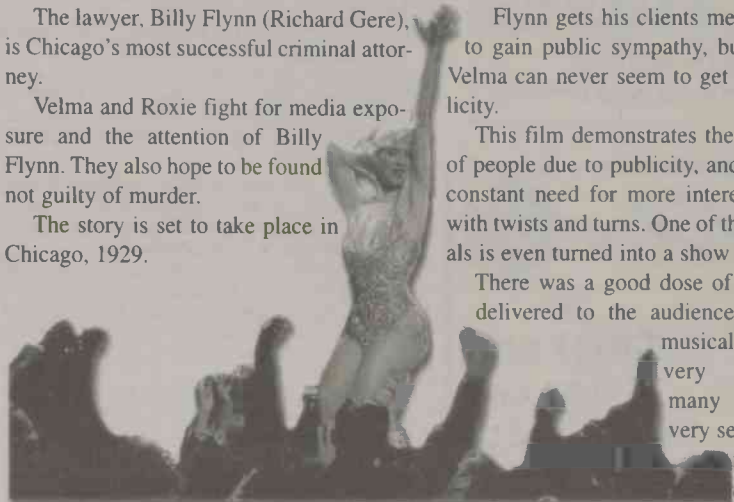 The lawyer, Billy Flynn (Richard Gere),
is Chicago's most successful criminal attor-
ney.
Velma and Roxie fight for media expo-
sure and the attention of Billy
Flynn. They also hope to be found
not guilty of murder.
The story is set to take place in
Chicago, 1929.
Flynn gets his clients me
to gain public sympathy, bu
Velma can never seem to get
licity.
This film demonstrates the
of people due to publicity, and
constant need for more intere
with twists and turns. One of th
als is even turned into a show
There was a good dose of
delivered to the audience
musical
very
many
very se